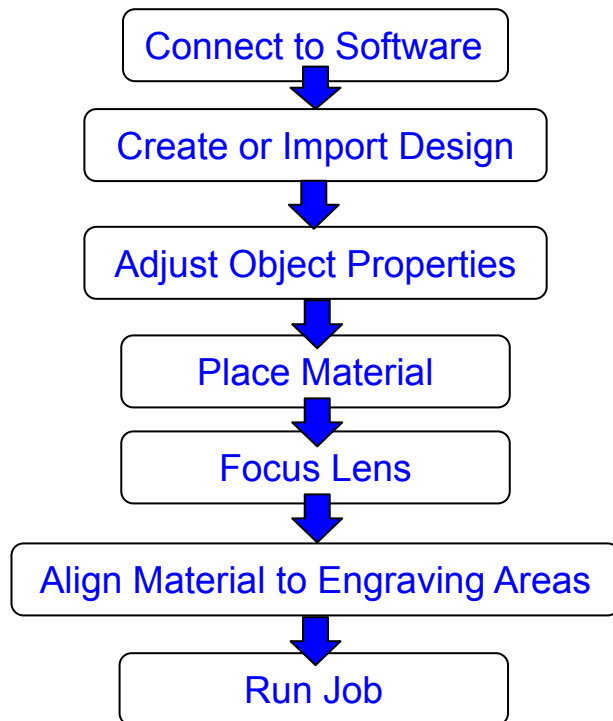 Connect to Software
Create or Import Design
Adjust Object Properties
Place Material
Focus Lens
Align Material to Engraving Areas
Run Job